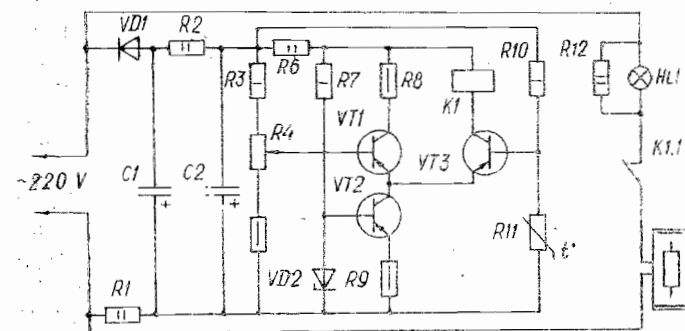 VD1
R2
R3
R6
R7
R8
R10
R12
HL1
K1
R4
VT1
VT2
VT3
K1.1
~220 V
C1
C2
+
+
R11
t°
R1
VD2
R9